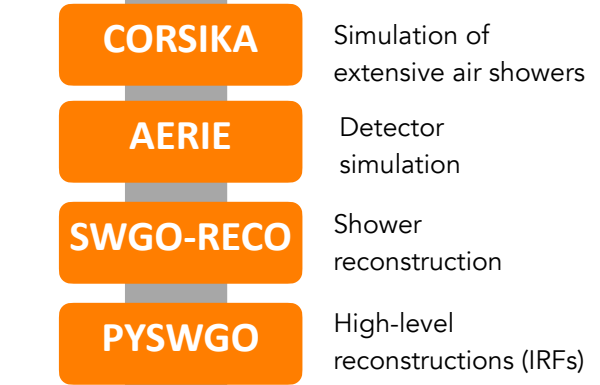 CORSIKA
Simulation of
extensive air showers
AERIE
Detector
simulation
SWGO-RECO
Shower
reconstruction
PYSWGO
High-level
reconstructions (IRFs)